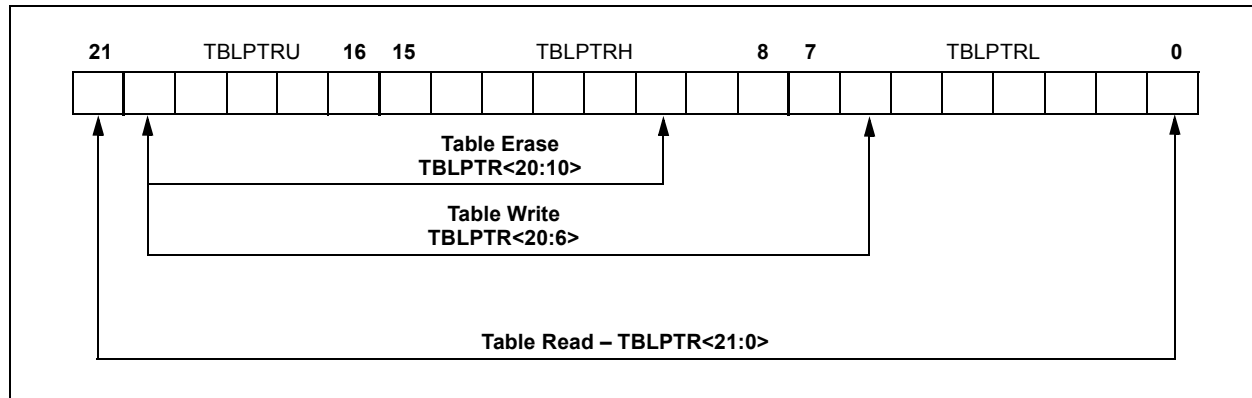 21 TBLPTRU 16 15 TBLPTRH 8 7 TBLPTRL 0
Table Erase
TBLPTR<20:10>
Table Write
TBLPTR<20:6>
Table Read – TBLPTR<21:0>